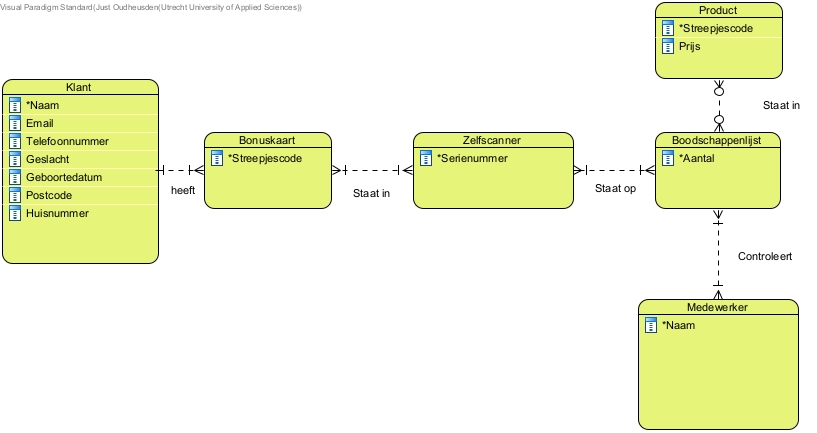 Visual Paradigm Standard(Just Oudheusden(Utrecht University of Applied Sciences))
Product
*Streepjescode
Prijs
Staat in
Klant
*Naam
Email
Telefoonnummer
Geslacht
Geboortedatum
Postcode
Huisnummer
heeft
Bonuskaart
*Streepjescode
Staat in
Zelfscanner
*Serienummer
Staat op
Boodschappenlijst
*Aantal
Controleert
Medewerker
*Naam